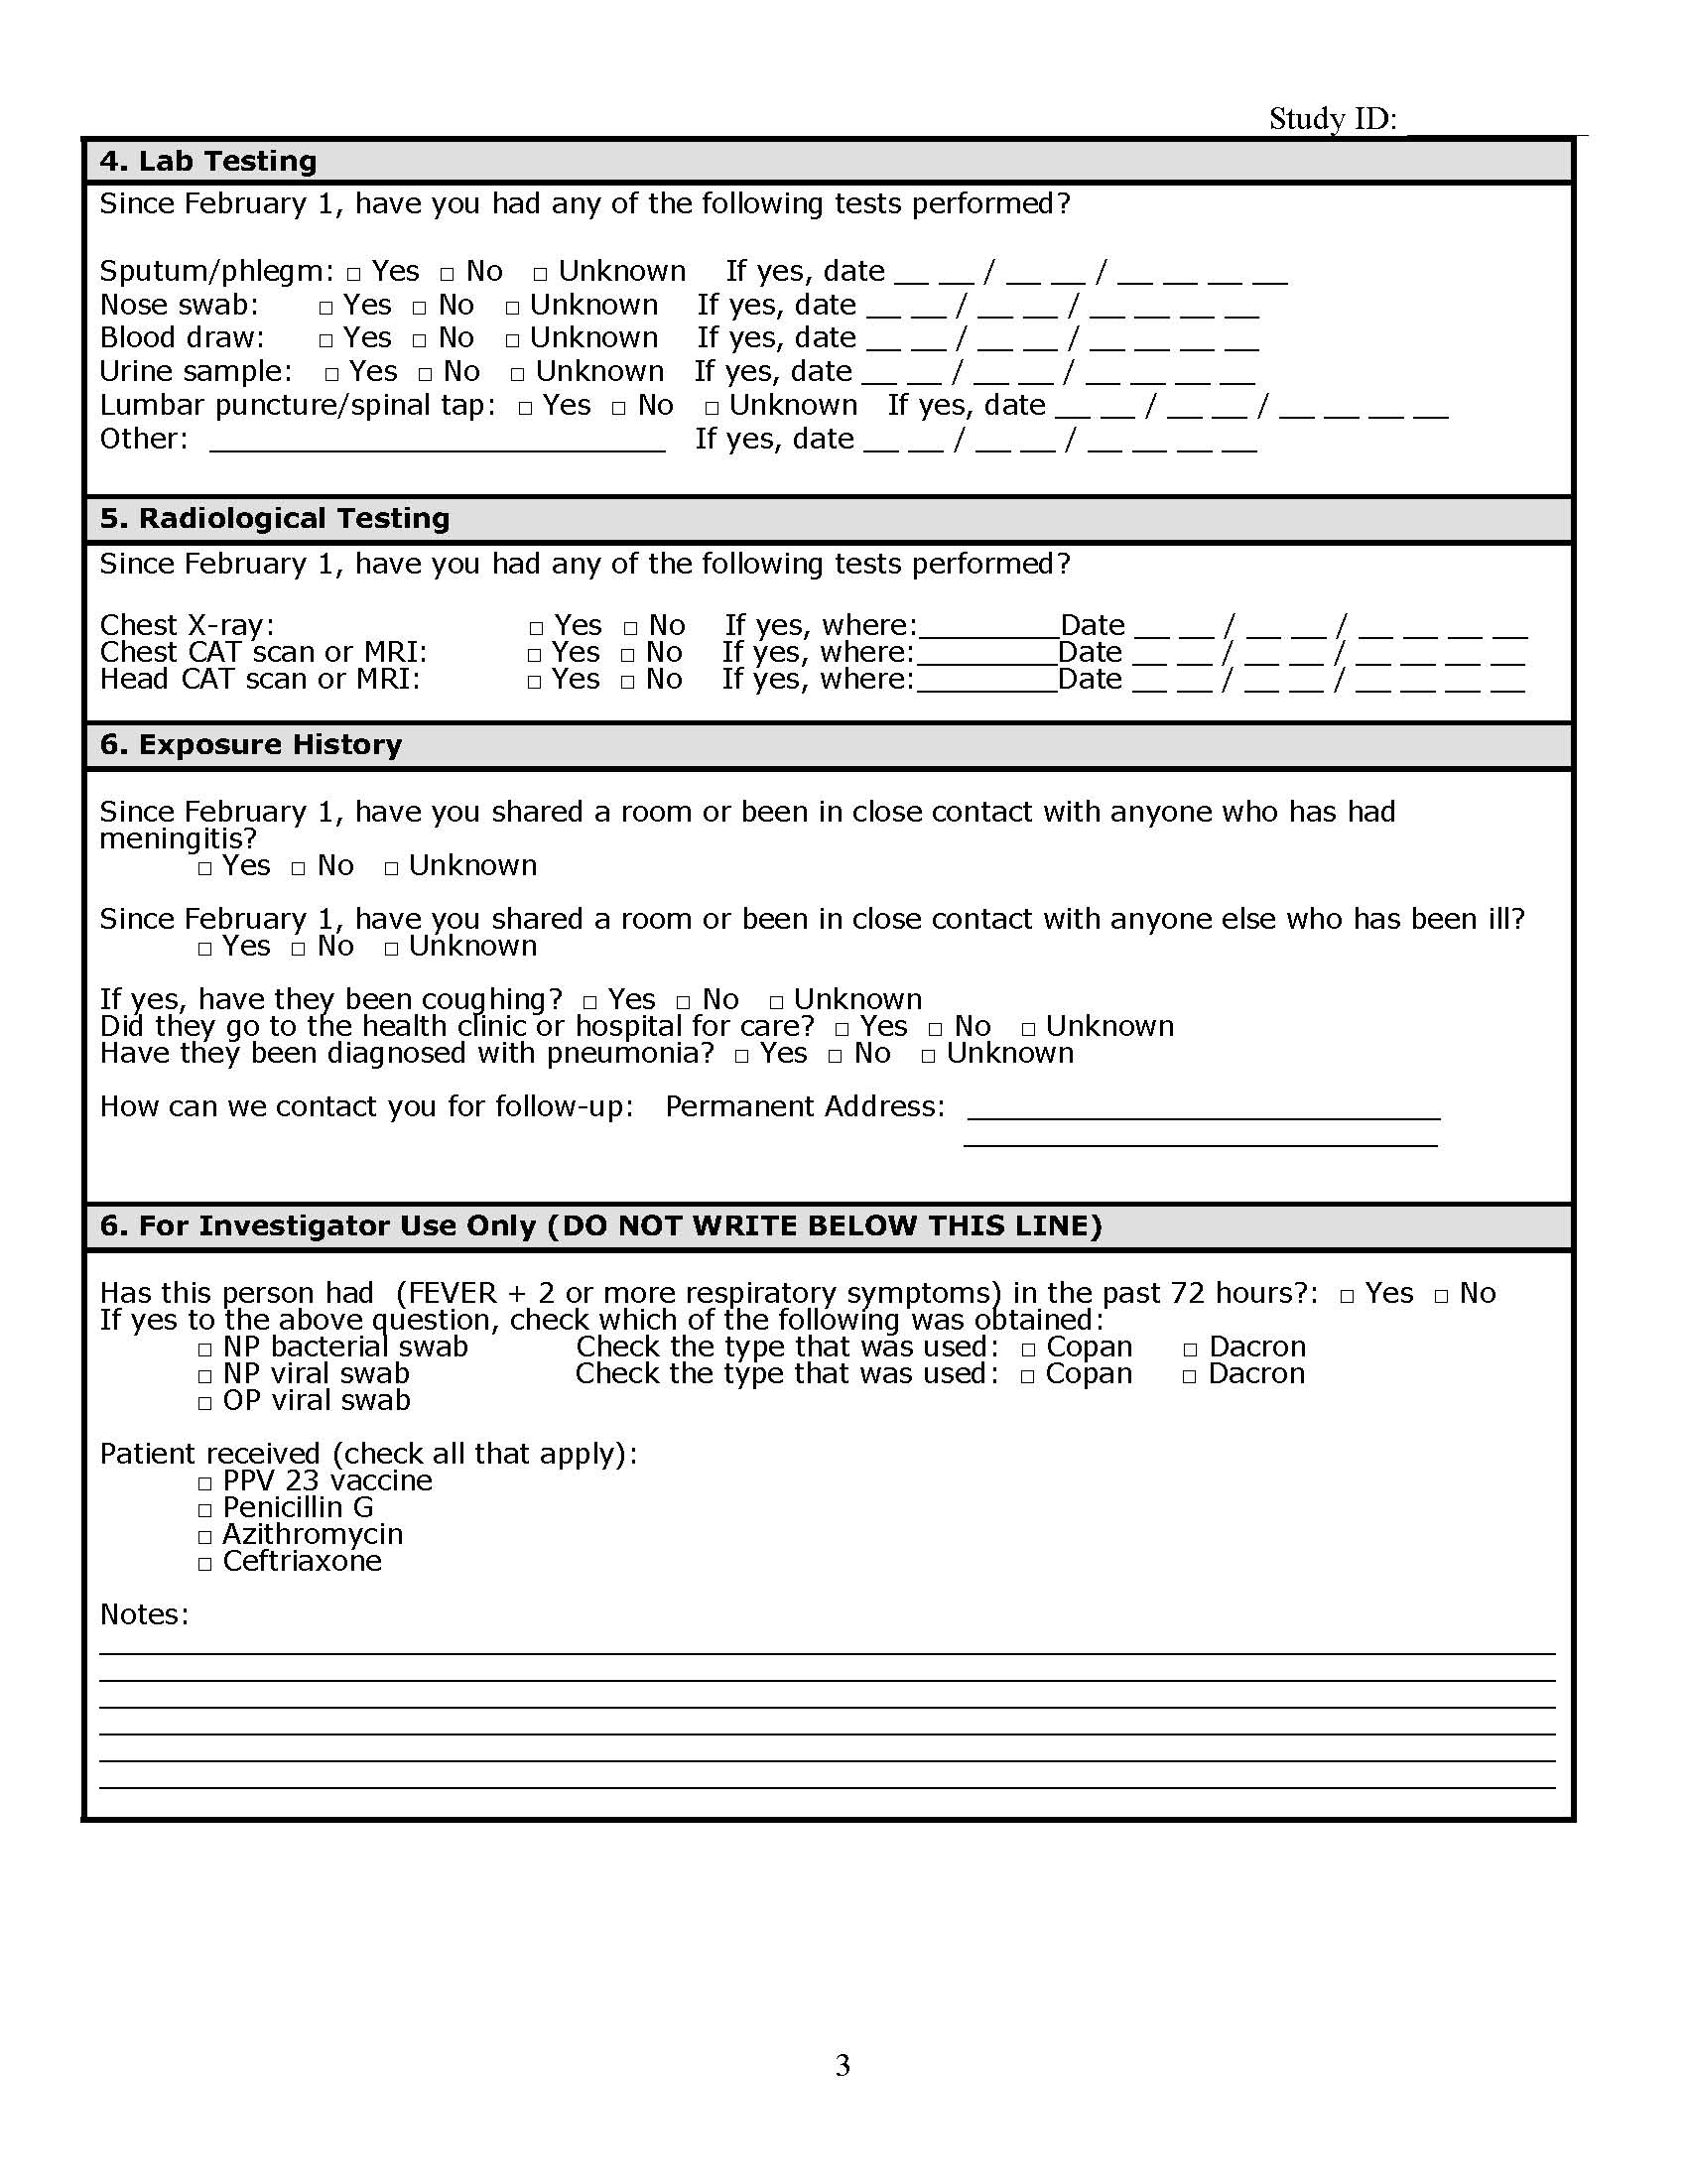 Study ID: ___________
4. Lab Testing
Since February 1, have you had any of the following tests performed?
Sputum/phlegm: □ Yes □ No □ Unknown If yes, date __ __ / __ __ / __ __ __ __
Nose swab: □ Yes □ No □ Unknown If yes, date __ __ / __ __ / __ __ __ __
Blood draw: □ Yes □ No □ Unknown If yes, date __ __ / __ __ / __ __ __ __
Urine sample: □ Yes □ No □ Unknown If yes, date __ __ / __ __ / __ __ __ __
Lumbar puncture/spinal tap: □ Yes □ No □ Unknown If yes, date __ __ / __ __ / __ __ __ __
Other: __________________________ If yes, date __ __ / __ __ / __ __ __ __
5. Radiological Testing
Since February 1, have you had any of the following tests performed?
Chest X-ray: □ Yes □ No If yes, where:________Date __ __ / __ __ / __ __ __ __
Chest CAT scan or MRI: □ Yes □ No If yes, where:________Date __ __ / __ __ / __ __ __ __
Head CAT scan or MRI: □ Yes □ No If yes, where:________Date __ __ / __ __ / __ __ __ __
6. Exposure History
Since February 1, have you shared a room or been in close contact with anyone who has had
meningitis?
□ Yes □ No □ Unknown
Since February 1, have you shared a room or been in close contact with anyone else who has been ill?
□ Yes □ No □ Unknown
If yes, have they been coughing? □ Yes □ No □ Unknown
Did they go to the health clinic or hospital for care? □ Yes □ No □ Unknown
Have they been diagnosed with pneumonia? □ Yes □ No □ Unknown
How can we contact you for follow-up: Permanent Address: ___________________________
___________________________
6. For Investigator Use Only (DO NOT WRITE BELOW THIS LINE)
Has this person had (FEVER + 2 or more respiratory symptoms) in the past 72 hours?: □ Yes □ No
If yes to the above question, check which of the following was obtained:
□ NP bacterial swab Check the type that was used: □ Copan □ Dacron
□ NP viral swab Check the type that was used: □ Copan □ Dacron
□ OP viral swab
Patient received (check all that apply):
□ PPV 23 vaccine
□ Penicillin G
□ Azithromycin
□ Ceftriaxone
Notes:
3